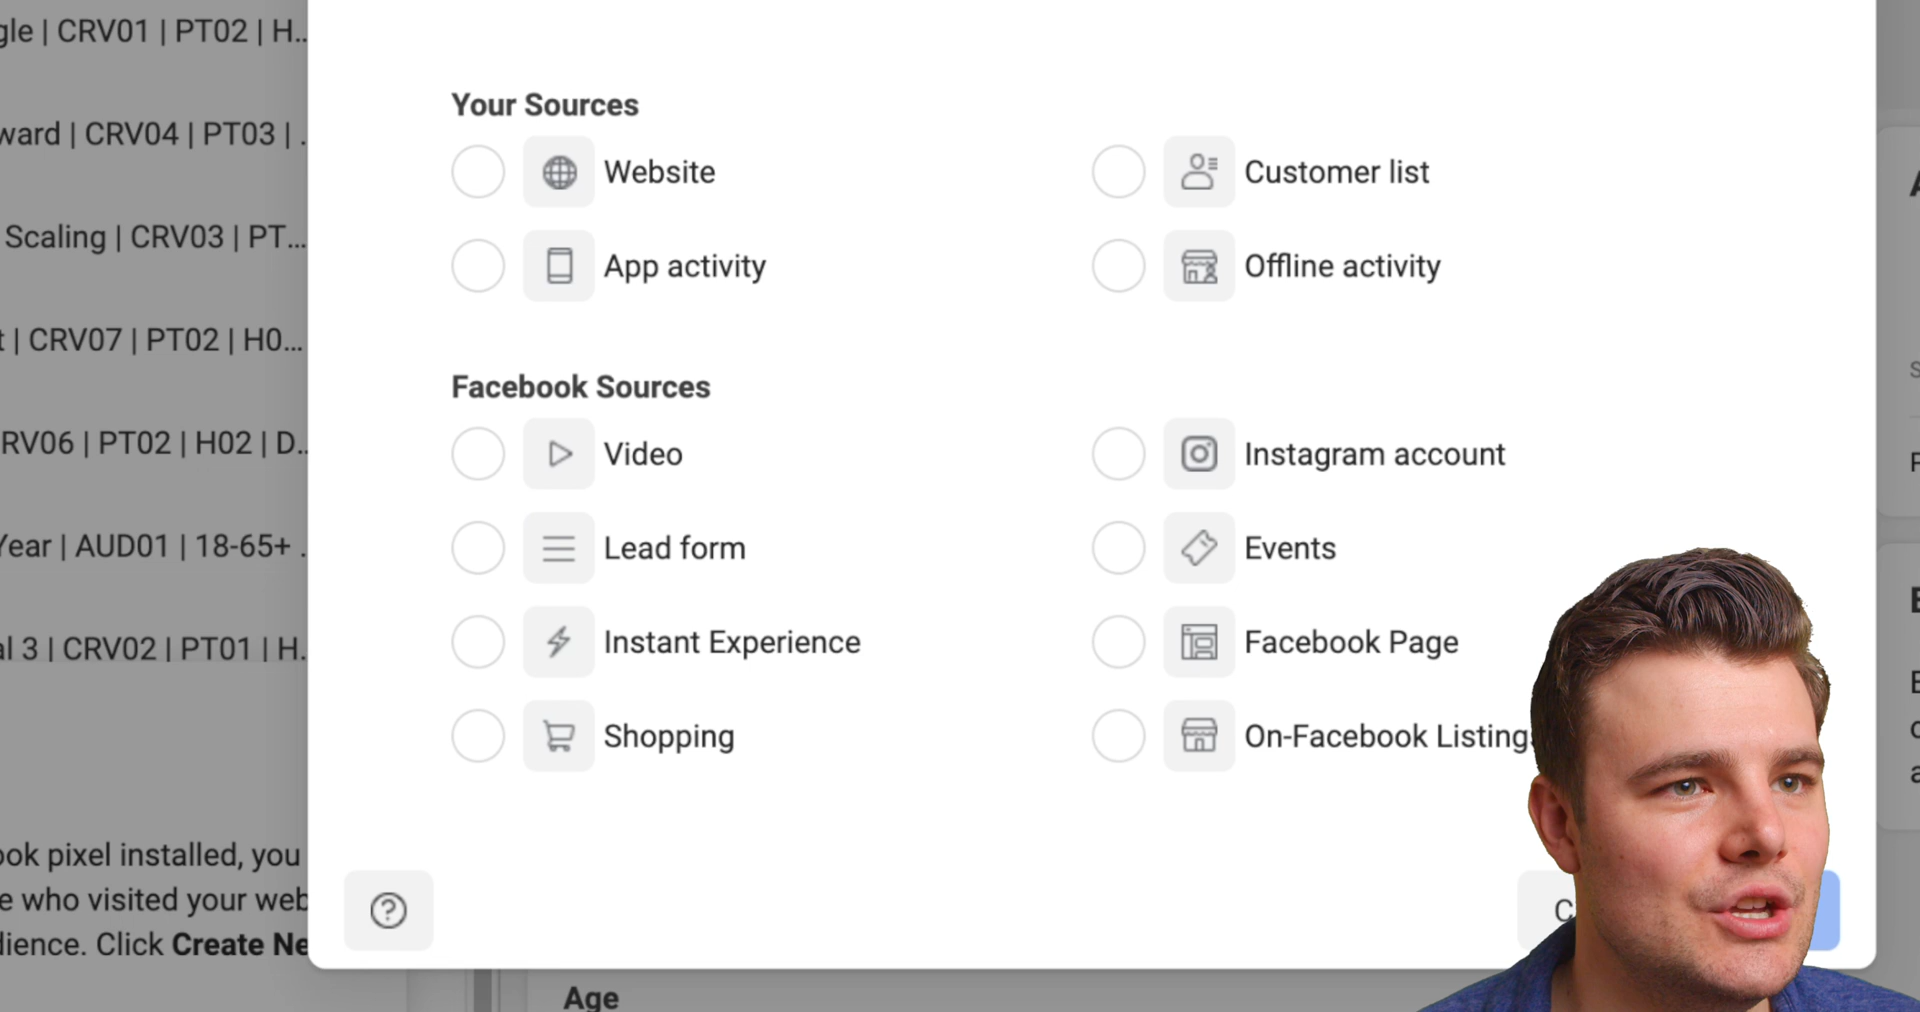 gle | CRV01 | PT02 | H...
ward | CRV04 | PT03 | .
Scaling | CRV03 | PT...
t | CRV07 | PT02 | H0...
RV06 | PT02 | H02 | D..
Year | AUD01 | 18-65+ .
al 3 | CRV02 | PT01 | H.
ook pixel installed, you
e who visited your web
dience. Click Create Ne
Your Sources
Website
Customer list
App activity
Offline activity
Facebook Sources
Video
Instagram account
Lead form
Events
Instant Experience
Facebook Page
Shopping
On-Facebook Listings
C
Age